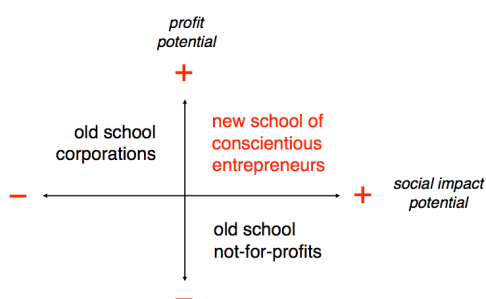 profit
potential
+
old school
corporations
new school of
conscientious
entrepreneurs
–
+
social impact
potential
old school
not-for-profits
–